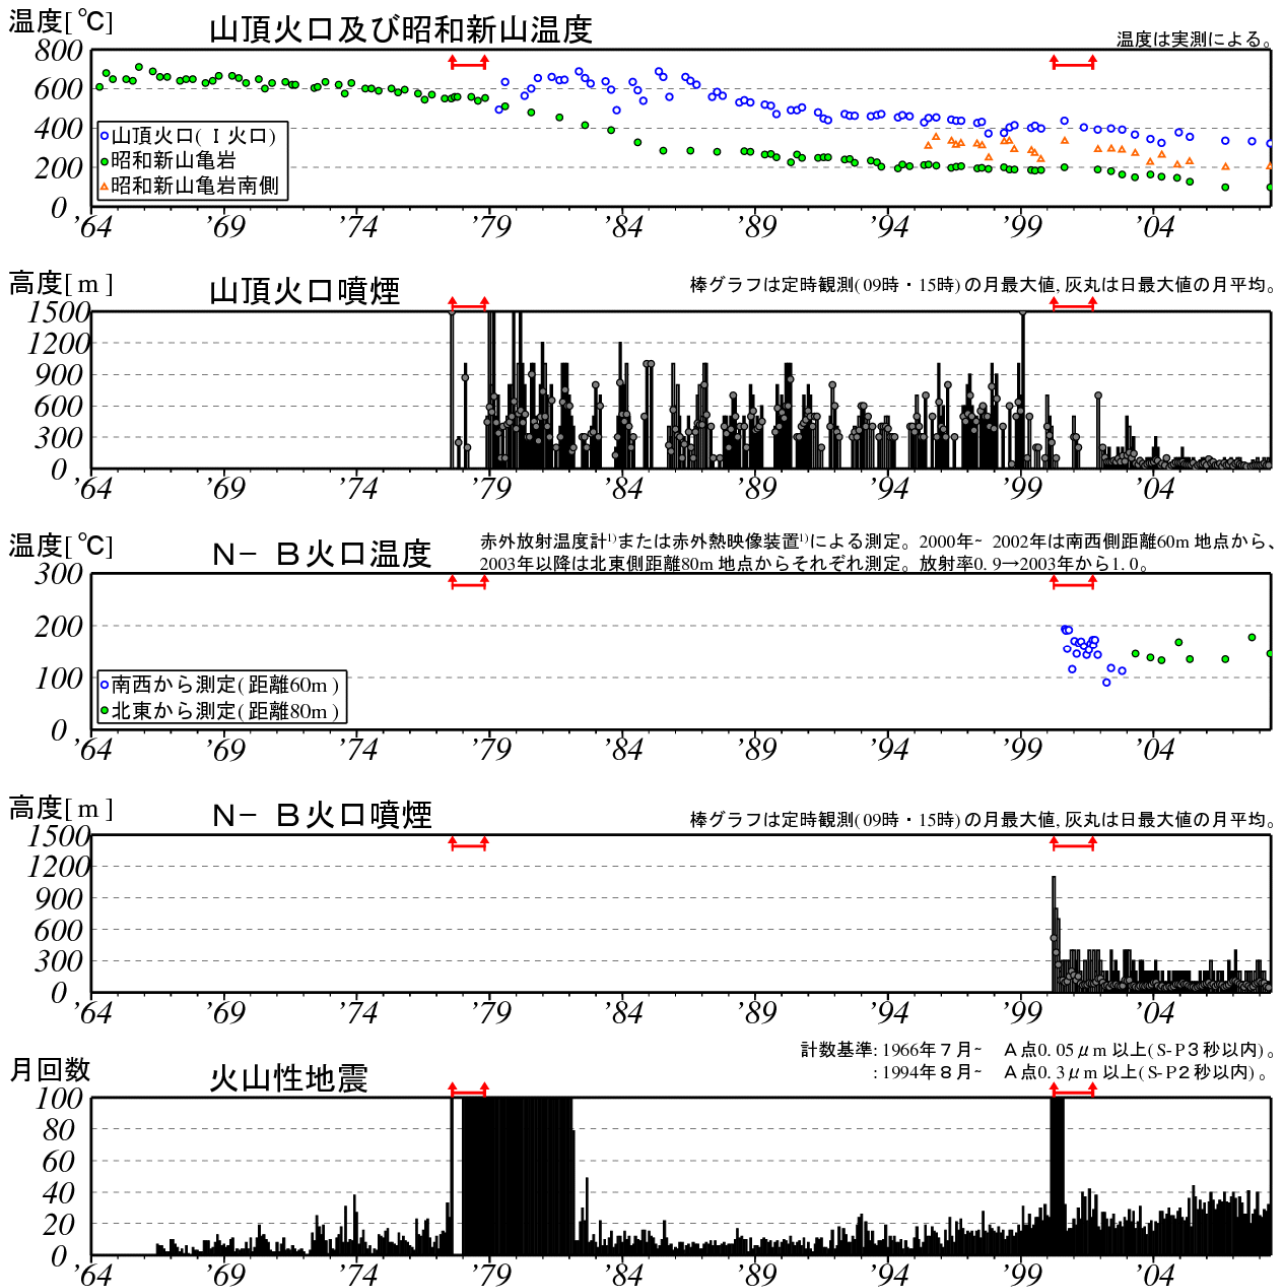 温度[℃]
山頂火口及び昭和新山温度
温度は実測による。
800
600
400
200
0
山頂火口(Ⅰ火口)
昭和新山亀岩
昭和新山亀岩南側
'64 '69 '74 '79 '84 '89 '94 '99 '04
高度[m]
山頂火口噴煙
棒グラフは定時観測(09時・15時)の月最大値,灰丸は日最大値の月平均。
1500
1200
900
600
300
0
'64 '69 '74 '79 '84 '89 '94 '99 '04
温度[℃]
N-B火口温度
赤外放射温度計1)または赤外熱映像装置1)による測定。2000年~2002年は南西側距離60m地点から、
2003年以降は北東側距離80m地点からそれぞれ測定。放射率0.9→2003年から1.0。
300
200
100
0
南西から測定(距離60m)
北東から測定(距離80m)
'64 '69 '74 '79 '84 '89 '94 '99 '04
高度[m]
N-B火口噴煙
棒グラフは定時観測(09時・15時)の月最大値,灰丸は日最大値の月平均。
1500
1200
900
600
300
0
'64 '69 '74 '79 '84 '89 '94 '99 '04
月回数
火山性地震
計数基準:1966年7月~ A点0.05μm以上(S-P3秒以内)。
:1994年8月~ A点0.3μm以上(S-P2秒以内)。
100
80
60
40
20
0
'64 '69 '74 '79 '84 '89 '94 '99 '04